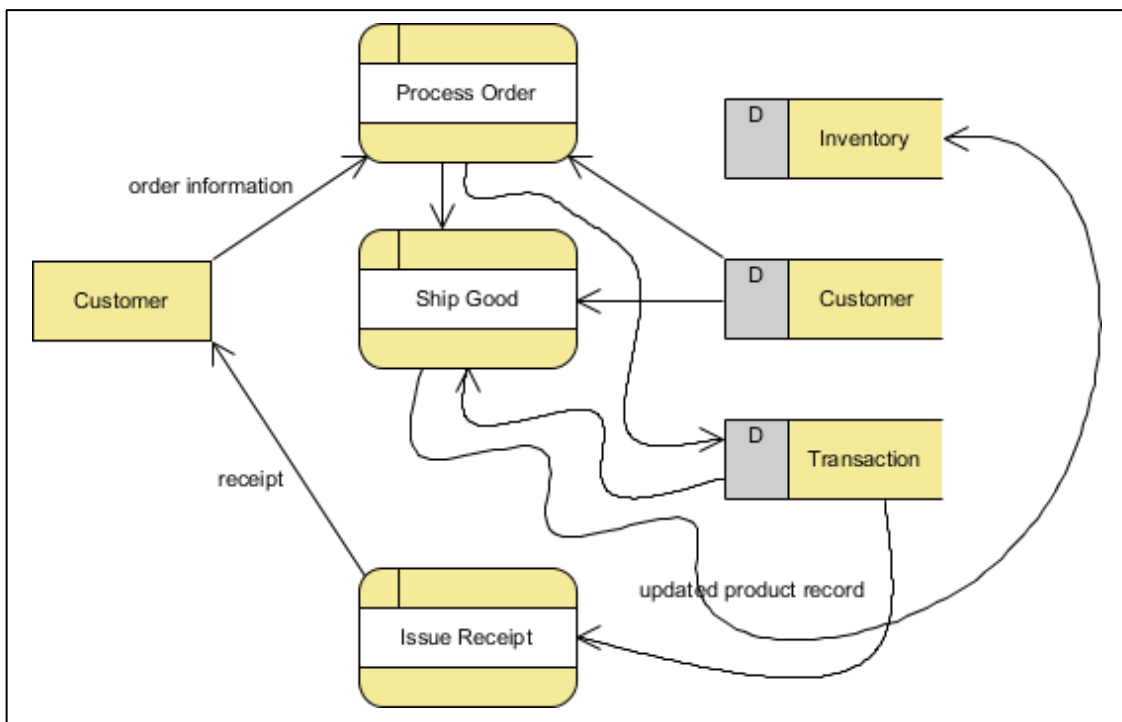 Process Order
D
Inventory
order information
Customer
Ship Good
D
Customer
D
Transaction
receipt
updated product record
Issue Receipt